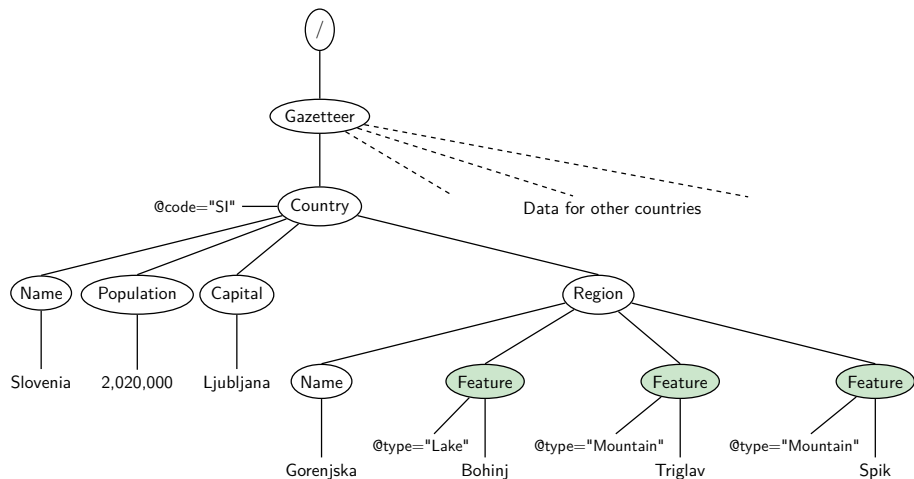 /
Gazetteer
@code="SI"
Country
Data for other countries
Name
Population
Capital
Region
Slovenia
2,020,000
Ljubljana
Name
Feature
Feature
Feature
@type="Lake"
@type="Mountain"
@type="Mountain"
Gorenjska
Bohinj
Triglav
Spik